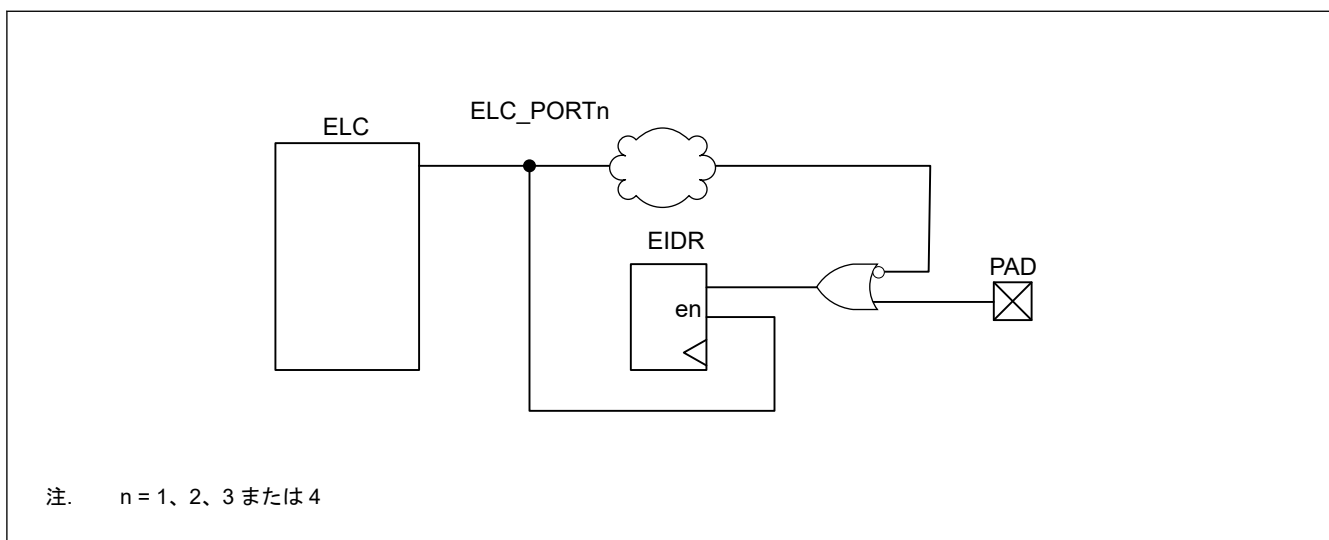 ELC_PORTn
ELC
EIDR
PAD
en
注. n = 1、2、3 または 4